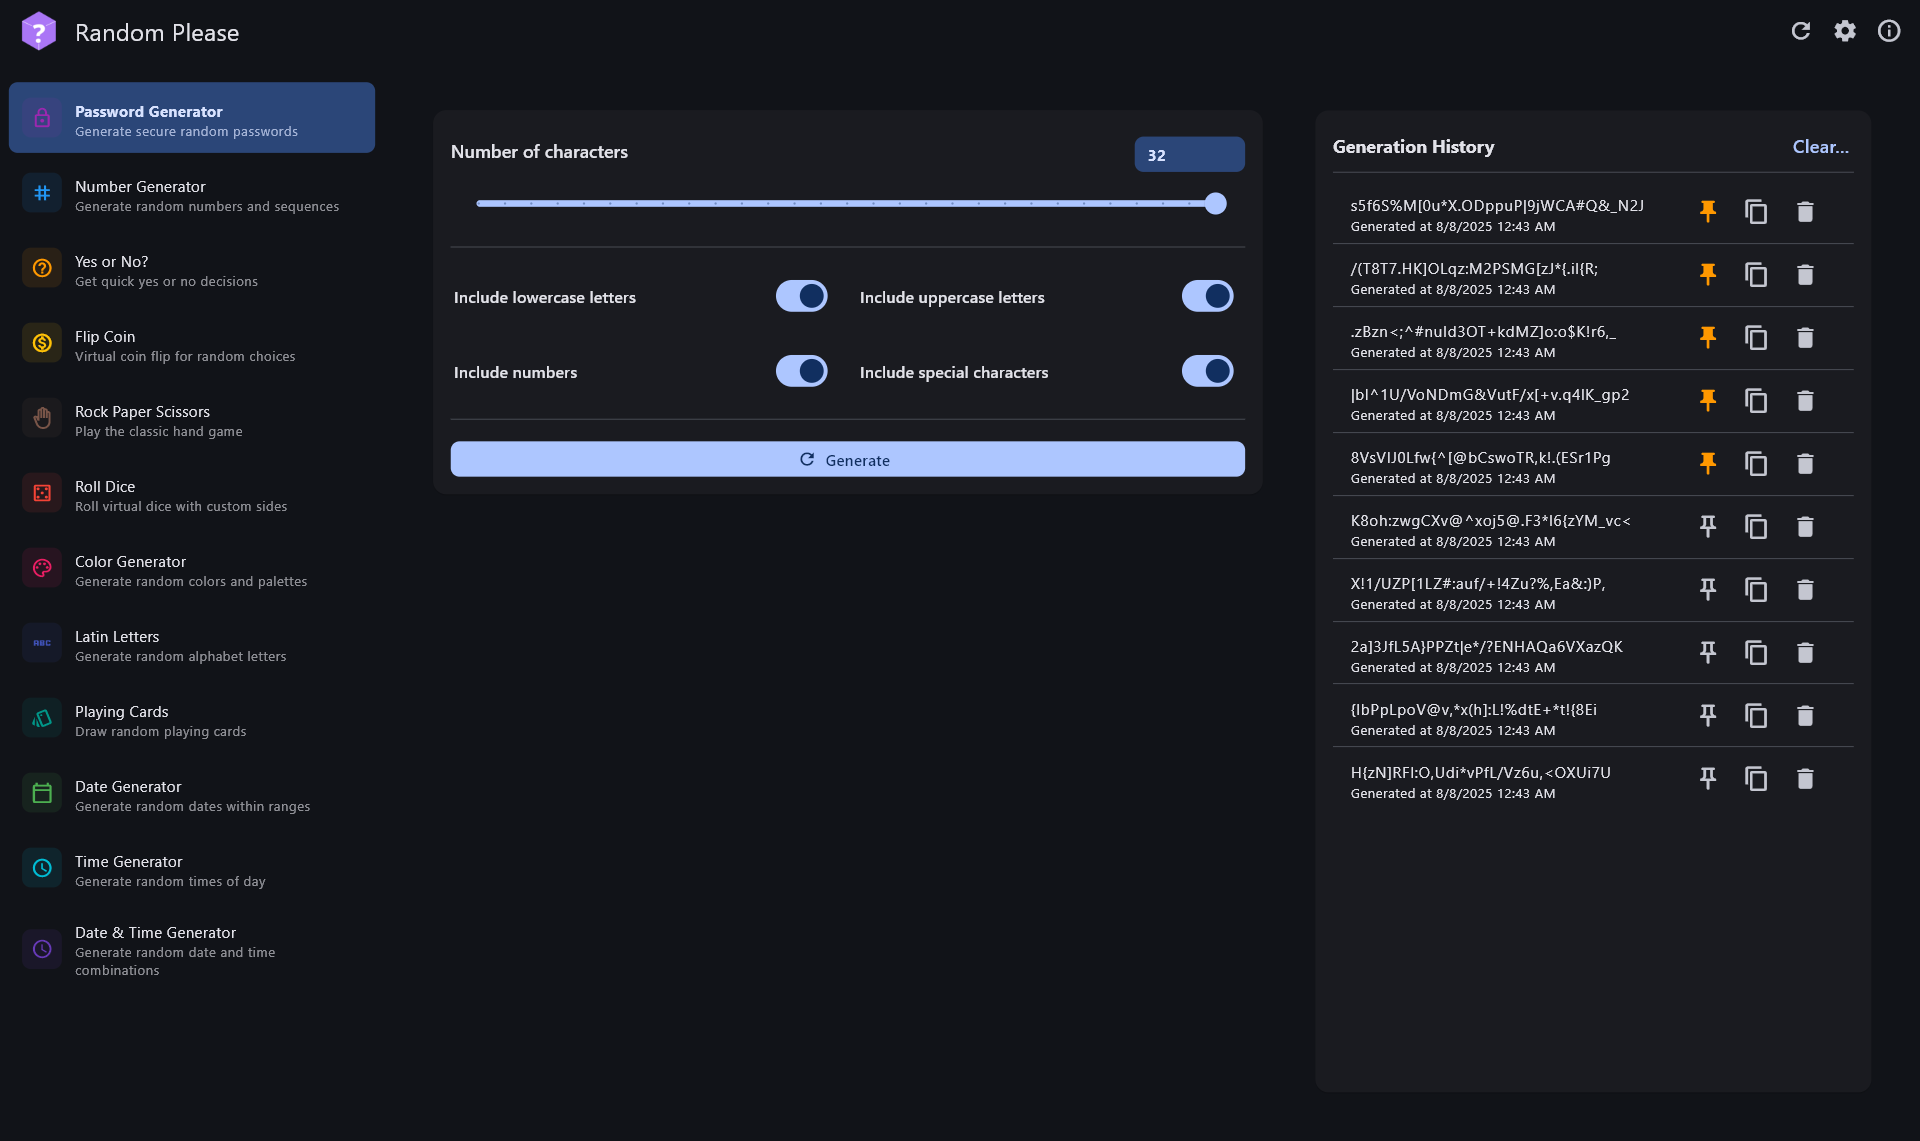 Random Please
Password Generator
Generate secure random passwords
Number Generator
Generate random numbers and sequences
Yes or No?
Get quick yes or no decisions
Flip Coin
Virtual coin flip for random choices
Rock Paper Scissors
Play the classic hand game
Roll Dice
Roll virtual dice with custom sides
Color Generator
Generate random colors and palettes
ABC
Latin Letters
Generate random alphabet letters
Playing Cards
Draw random playing cards
Date Generator
Generate random dates within ranges
Time Generator
Generate random times of day
Date & Time Generator
Generate random date and time
combinations
Number of characters
32
Include lowercase letters
Include uppercase letters
Include numbers
Include special characters
Generate
Generation History
Clear...
s5f6S%M[0u*X.ODppuP|9jWCA#Q&_N2J
Generated at 8/8/2025 12:43 AM
/(T8T7.HK]OLqz:M2PSMG[zJ*{.iI{R;
Generated at 8/8/2025 12:43 AM
.zBzn<;^#nuId3OT+kdMZ]o:o$K!r6,_
Generated at 8/8/2025 12:43 AM
|bI^1U/VoNDmG&VutF/x[+v.q4IK_gp2
Generated at 8/8/2025 12:43 AM
8VsVIJ0Lfw{^[@bCswoTR,k!.(ESr1Pg
Generated at 8/8/2025 12:43 AM
K8oh:zwgCXv@^xoj5@.F3*I6{zYM_vc<
Generated at 8/8/2025 12:43 AM
X!1/UZP[1LZ#:auf/+!4Zu?%,Ea&:)P,
Generated at 8/8/2025 12:43 AM
2a]3JfL5A}PPZt|e*/?ENHAQa6VXazQK
Generated at 8/8/2025 12:43 AM
{IbPpLpoV@v,*x(h]:L!%dtE+*t!{8Ei
Generated at 8/8/2025 12:43 AM
H{zN]RFI:O,Udi*vPfL/Vz6u,<OXUi7U
Generated at 8/8/2025 12:43 AM